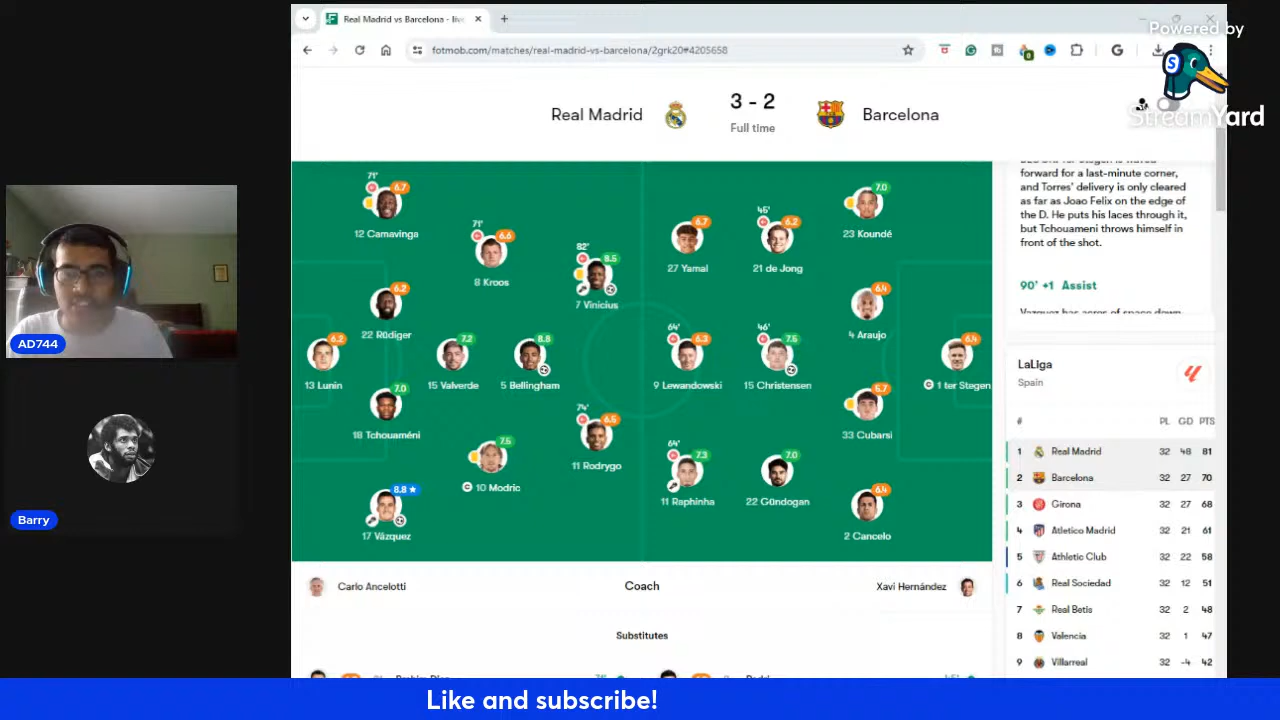 Real Madrid vs Barcelona - live
fotmob.com/matches/real-madrid-vs-barcelona/2grk20#4205658
Powered by
StreamYard
Real Madrid
3 - 2
Full time
Barcelona
71'
6.7
12 Camavinga
71'
6.6
8 Kroos
82'
8.5
7 Vinicius
6.2
22 Rüdiger
6.2
13 Lunin
7.2
15 Valverde
8.8
5 Bellingham
7.0
18 Tchouaméni
74'
6.5
11 Rodrygo
7.5
10 Modric
8.8
17 Vázquez
6.7
27 Yamal
45'
6.2
21 de Jong
7.0
23 Koundé
64'
6.3
9 Lewandowski
46'
7.5
15 Christensen
6.4
4 Araujo
6.4
1 ter Stegen
5.7
33 Cubarsí
64'
7.3
11 Raphinha
7.0
22 Gündogan
6.4
2 Cancelo
Carlo Ancelotti
Coach
Xavi Hernández
Substitutes
forward for a last-minute corner,
and Torres' delivery is only cleared
as far as Joao Felix on the edge of
the D. He puts his laces through it,
but Tchouameni throws himself in
front of the shot.
90' +1 Assist
Vazquez has acres of space down
LaLiga
Spain
# PL GD PTS
1 Real Madrid 32 48 81
2 Barcelona 32 27 70
3 Girona 32 27 68
4 Atletico Madrid 32 21 61
5 Athletic Club 32 22 58
6 Real Sociedad 32 12 51
7 Real Betis 32 2 48
8 Valencia 32 1 47
9 Villarreal 32 -4 42
AD744
Barry
Like and subscribe!